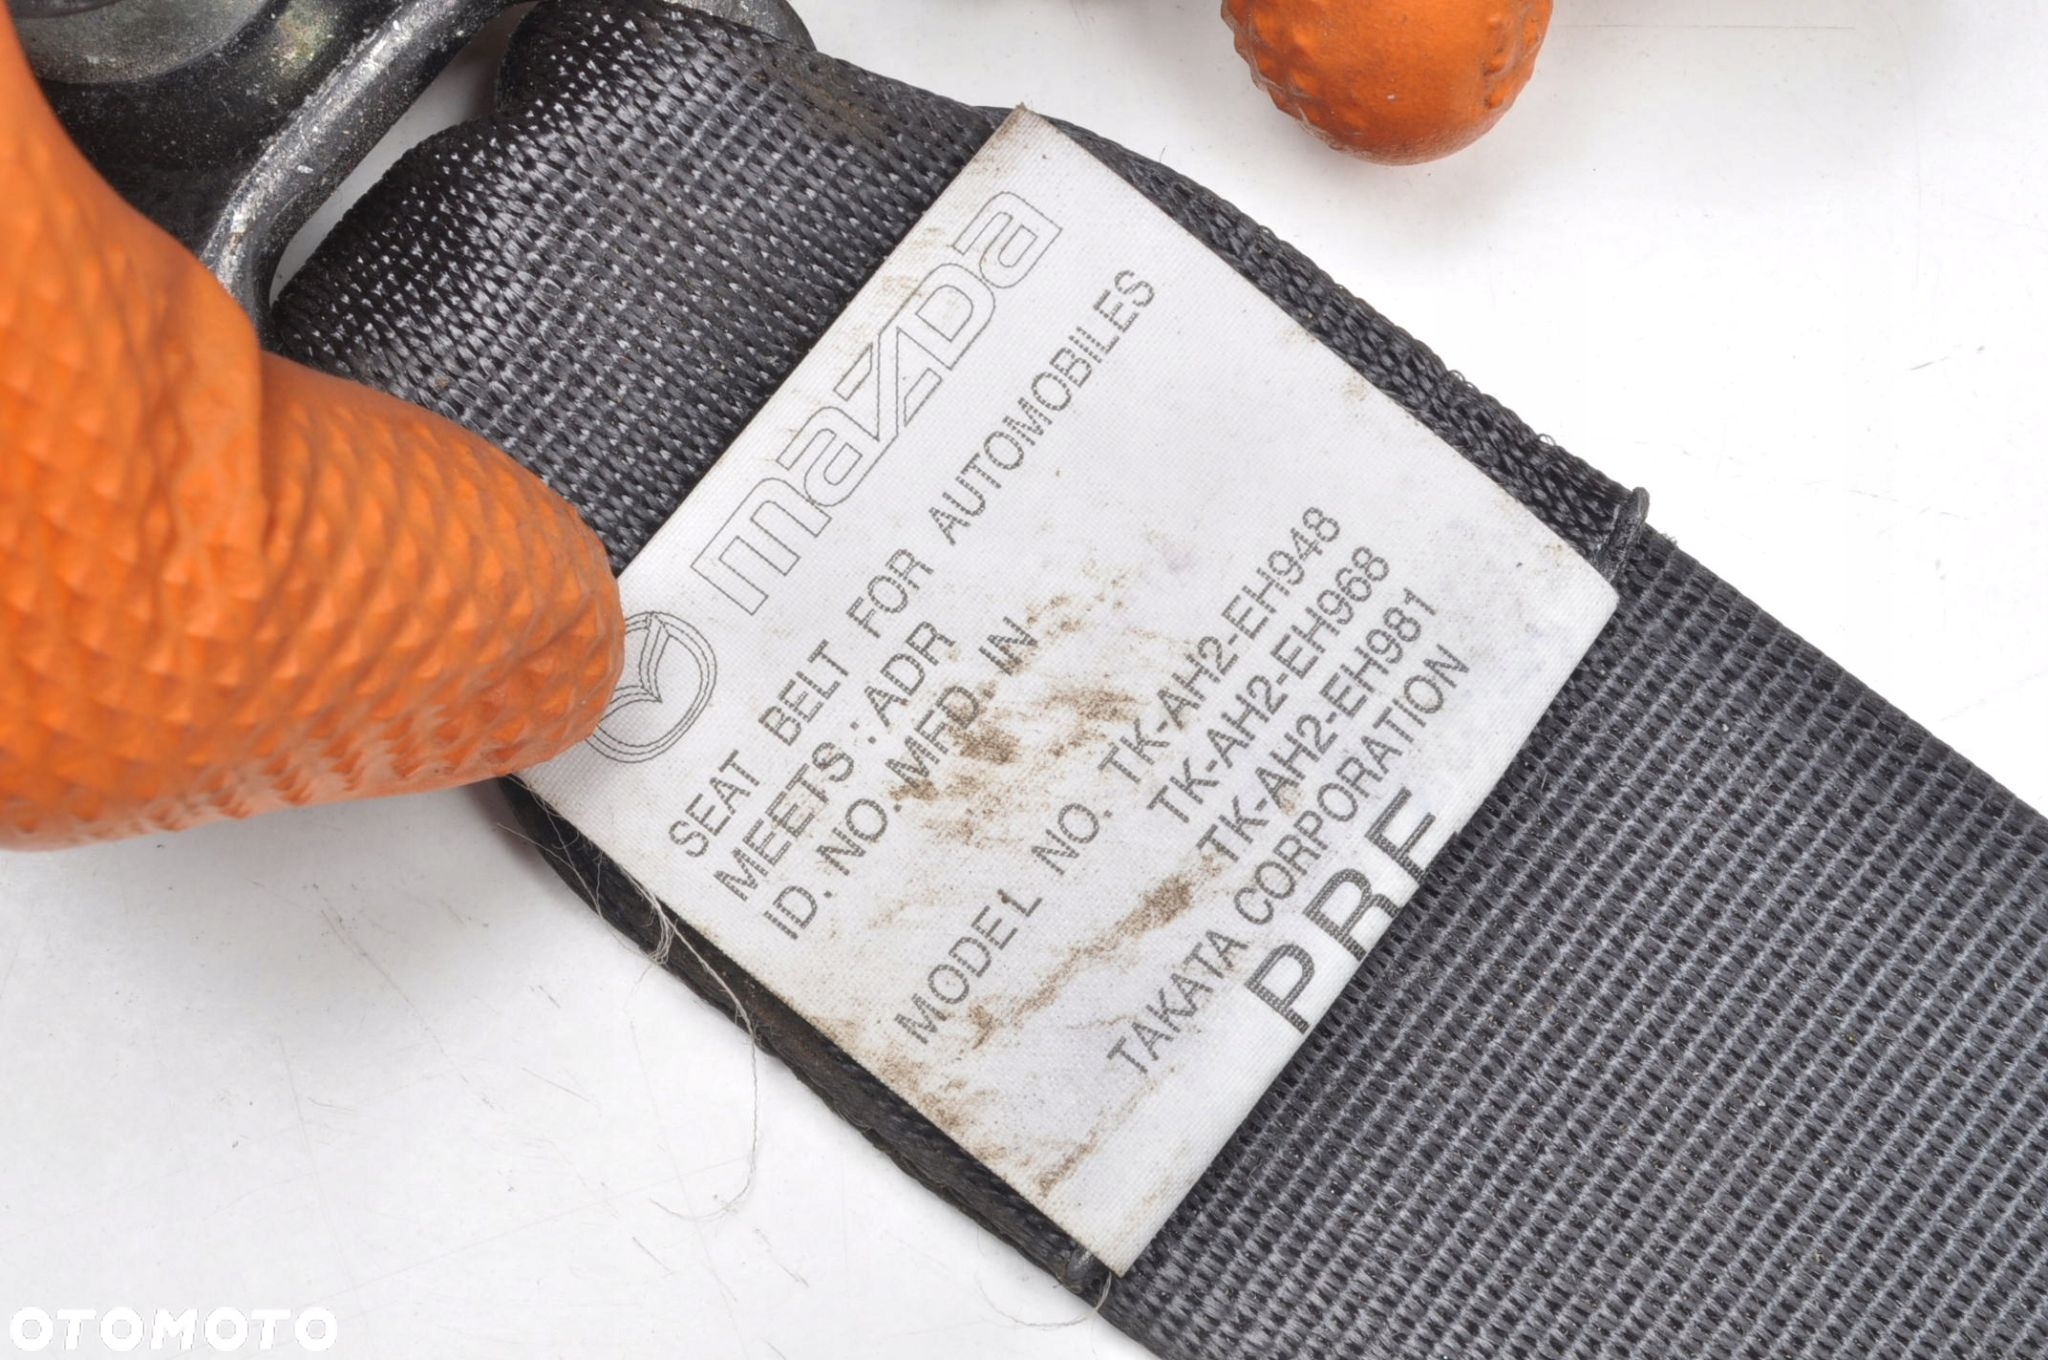 mazda
SEAT BELT FOR AUTOMOBILES
MEETS : ADR
ID. NO. MFD IN
MODEL NO. TK-AH2-EH948
TK-AH2-EH968
TK-AH2-EH981
TAKATA CORPORATION
PRE
OTOMOTO